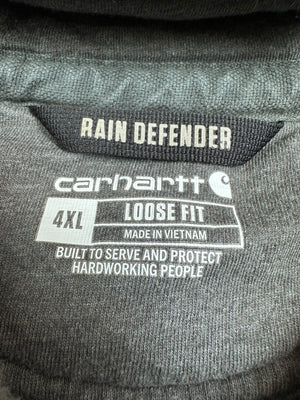 RAIN DEFENDER
carhartt
4XL LOOSE FIT
MADE IN VIETNAM
BUILT TO SERVE AND PROTECT
HARDWORKING PEOPLE